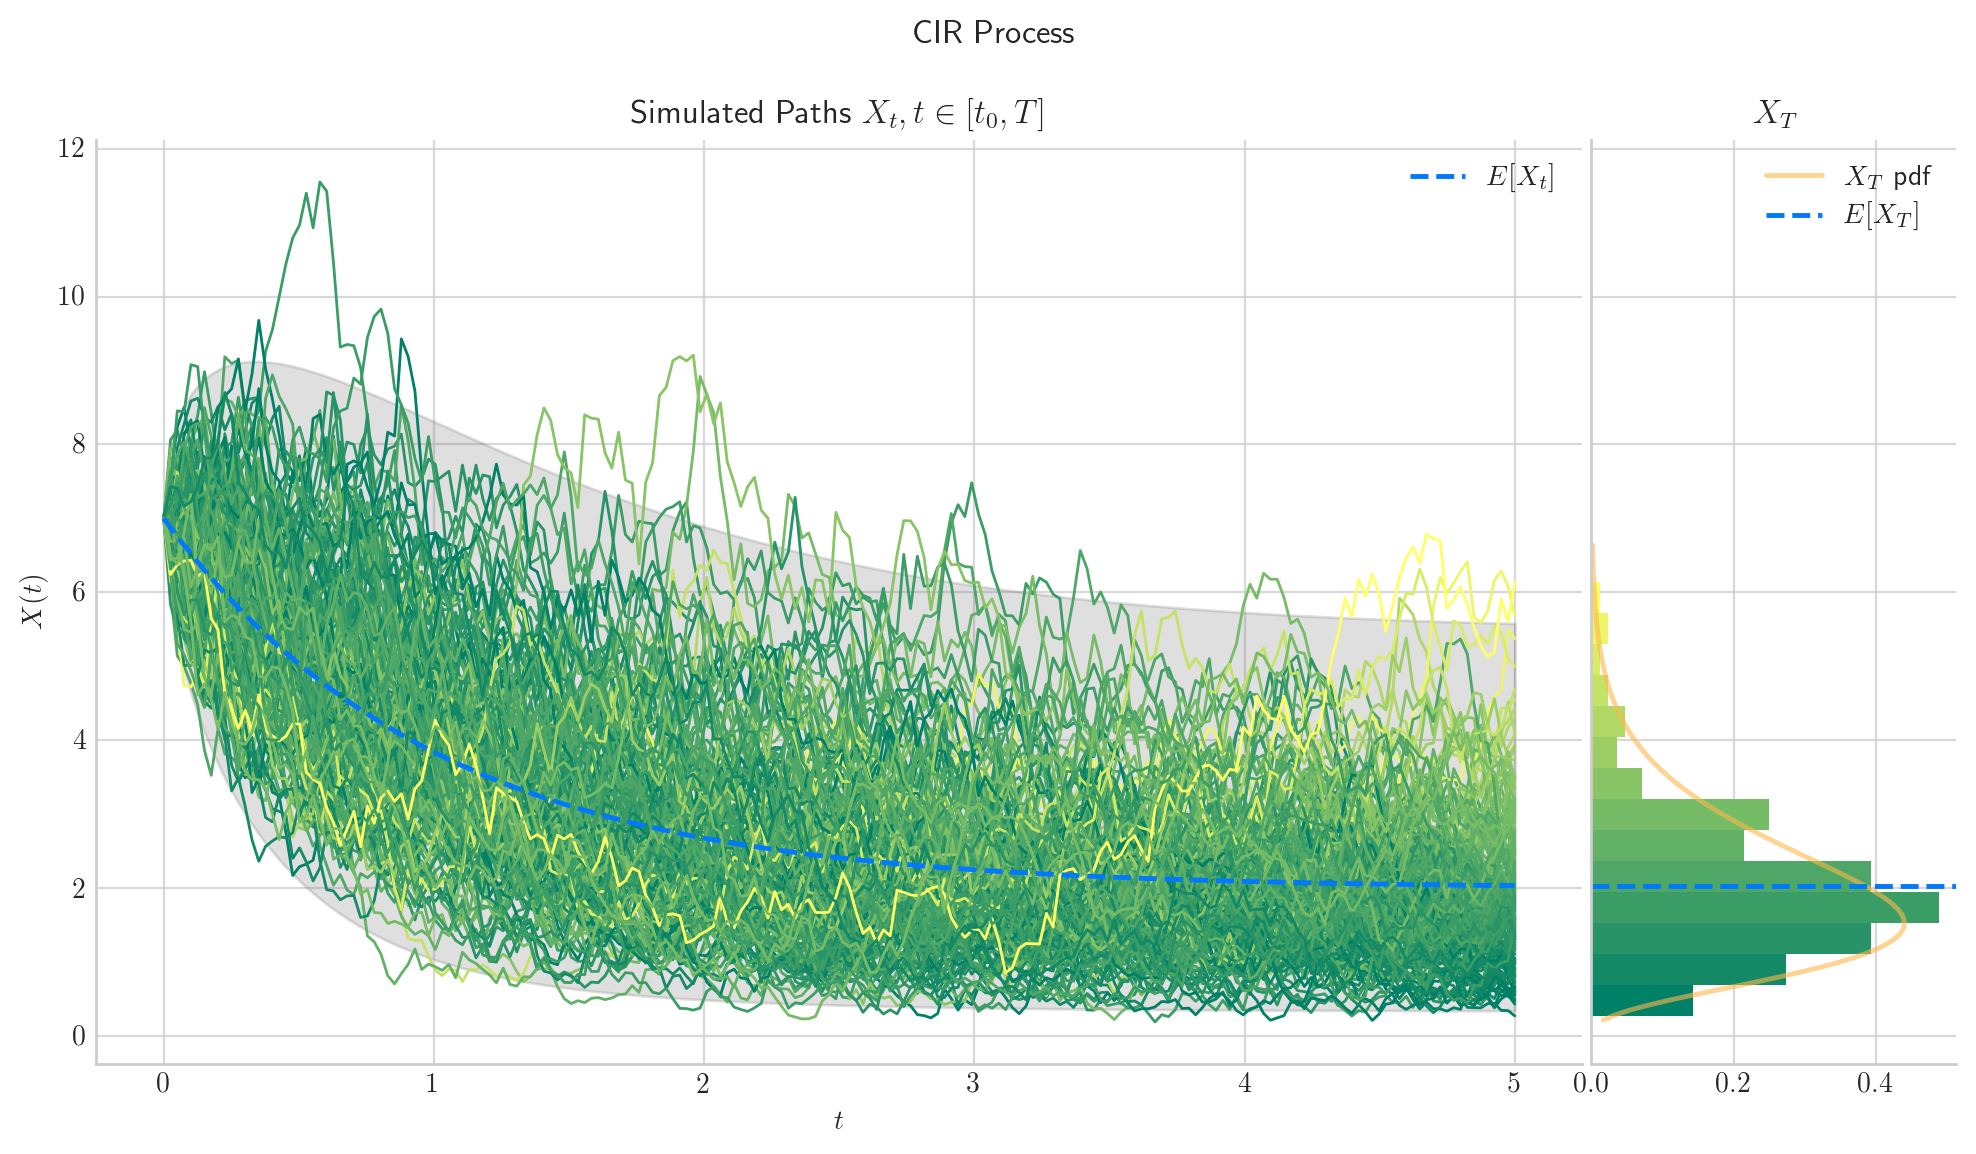 CIR Process
Simulated Paths $X_t, t \in [t_0, T]$
$X_T$
12
10
8
6
4
2
0
$X(t)$
$E[X_t]$
$X_T$ pdf
$E[X_T]$
0 1 2 3 4 5
0.0 0.2 0.4
$t$